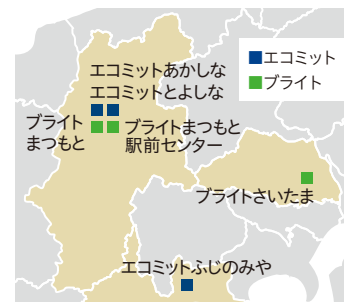 エコミット
ブライト
エコミットあかしな
エコミットとよしな
ブライト
まつもと
ブライトまつもと
駅前センター
ブライトさいたま
エコミットふじのみや